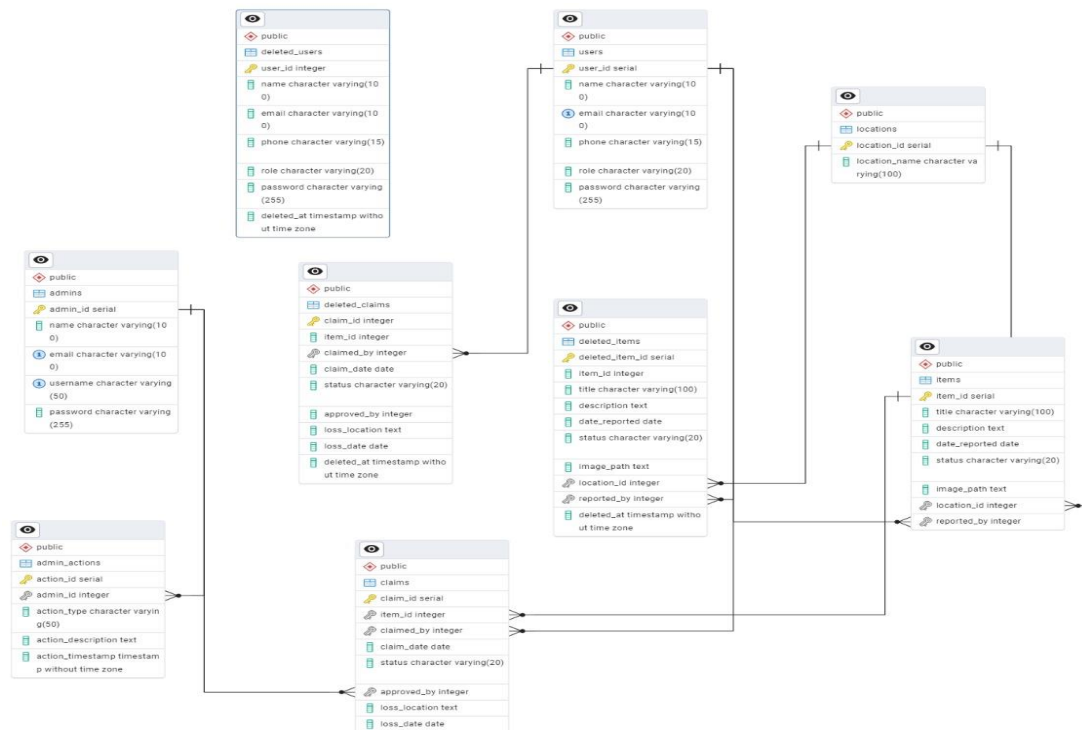 public
deleted_users
user_id integer
name character varying(10
0)
email character varying(10
0)
phone character varying(15)
role character varying(20)
password character varying
(255)
deleted_at timestamp witho
ut time zone
public
users
user_id serial
name character varying(10
0)
email character varying(10
0)
phone character varying(15)
role character varying(20)
password character varying
(255)
public
locations
location_id serial
location_name character va
rying(100)
public
admins
admin_id serial
name character varying(10
0)
email character varying(10
0)
username character varying
(50)
password character varying
(255)
public
deleted_claims
claim_id integer
item_id integer
claimed_by integer
claim_date date
status character varying(20)
approved_by integer
loss_location text
loss_date date
deleted_at timestamp witho
ut time zone
public
deleted_items
deleted_item_id serial
item_id integer
title character varying(100)
description text
date_reported date
status character varying(20)
image_path text
location_id integer
reported_by integer
deleted_at timestamp witho
ut time zone
public
items
item_id serial
title character varying(100)
description text
date_reported date
status character varying(20)
image_path text
location_id integer
reported_by integer
public
admin_actions
action_id serial
admin_id integer
action_type character varyin
g(50)
action_description text
action_timestamp timestam
p without time zone
public
claims
claim_id serial
item_id integer
claimed_by integer
claim_date date
status character varying(20)
approved_by integer
loss_location text
loss_date date